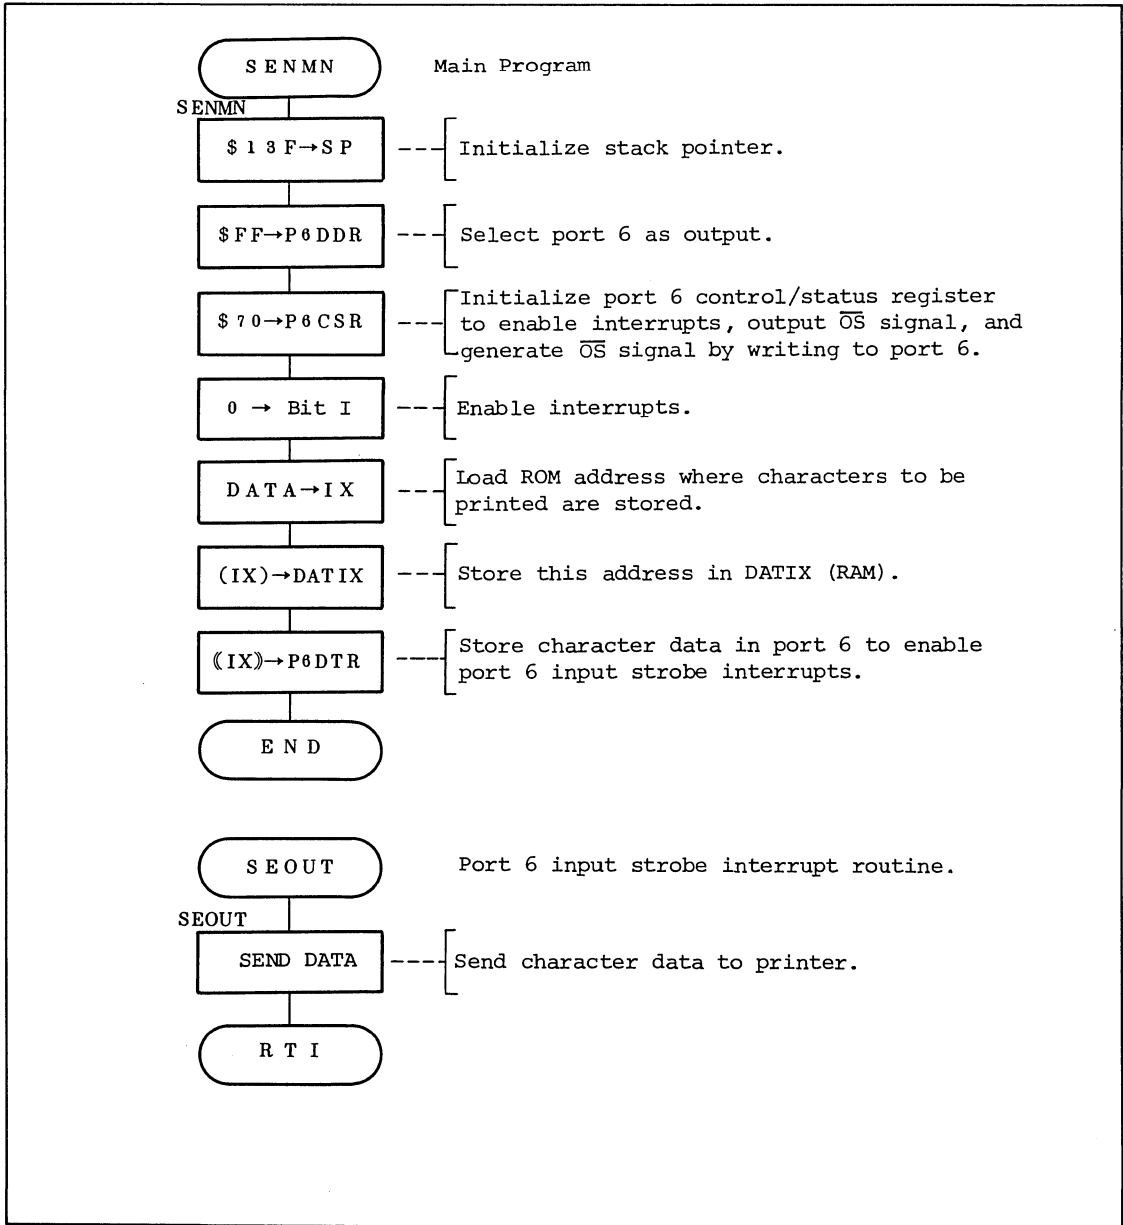 SENMN
Main Program
SENMN
$13F→SP
Initialize stack pointer.
$FF→P6DDR
Select port 6 as output.
$70→P6CSR
Initialize port 6 control/status register
to enable interrupts, output O̅S̅ signal, and
generate O̅S̅ signal by writing to port 6.
0 → Bit I
Enable interrupts.
DATA→IX
Load ROM address where characters to be
printed are stored.
(IX)→DATIX
Store this address in DATIX (RAM).
((IX))→P6DTR
Store character data in port 6 to enable
port 6 input strobe interrupts.
END
SEOUT
Port 6 input strobe interrupt routine.
SEOUT
SEND DATA
Send character data to printer.
RTI